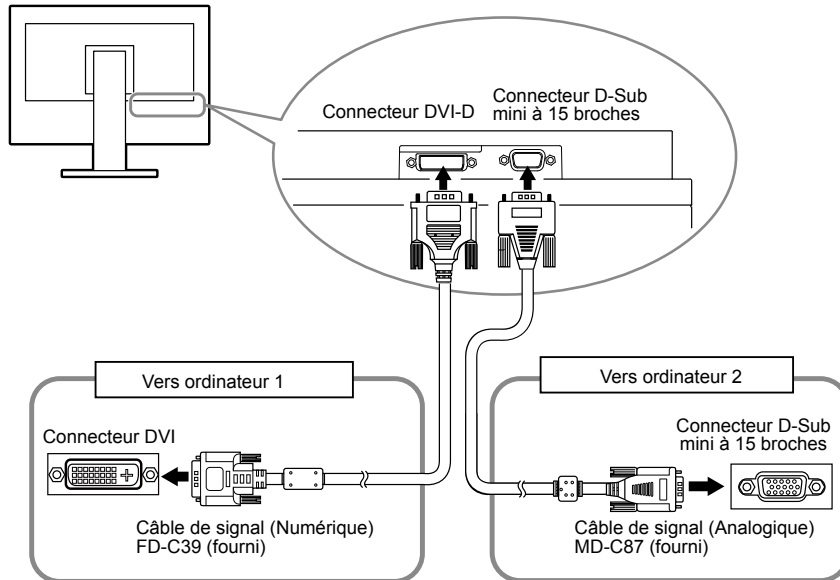 Connecteur DVI-D
Connecteur D-Sub
mini à 15 broches
Vers ordinateur 1
Connecteur DVI
Câble de signal (Numérique)
FD-C39 (fourni)
Vers ordinateur 2
Connecteur D-Sub
mini à 15 broches
Câble de signal (Analogique)
MD-C87 (fourni)